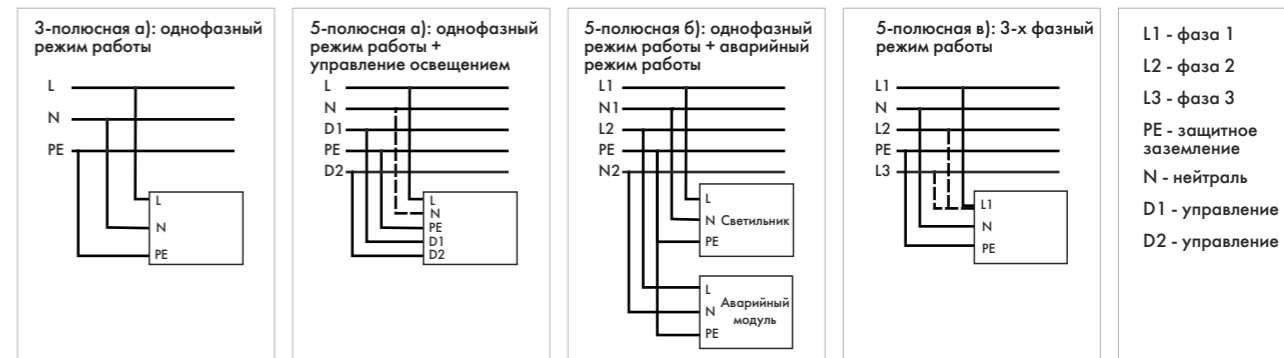 3-полюсная а): однофазный
режим работы
L
N
PE
L
N
PE
5-полюсная а): однофазный
режим работы +
управление освещением
L
N
D1
PE
D2
L
N
PE
D1
D2
5-полюсная б): однофазный
режим работы + аварийный
режим работы
L1
N1
L2
PE
N2
L
N Светильник
PE
L
Аварийный
N
модуль
PE
5-полюсная в): 3-х фазный
режим работы
L1
N
L2
PE
L3
L1
N
PE
L1 - фаза 1
L2 - фаза 2
L3 - фаза 3
PE - защитное
заземление
N - нейтраль
D1 - управление
D2 - управление